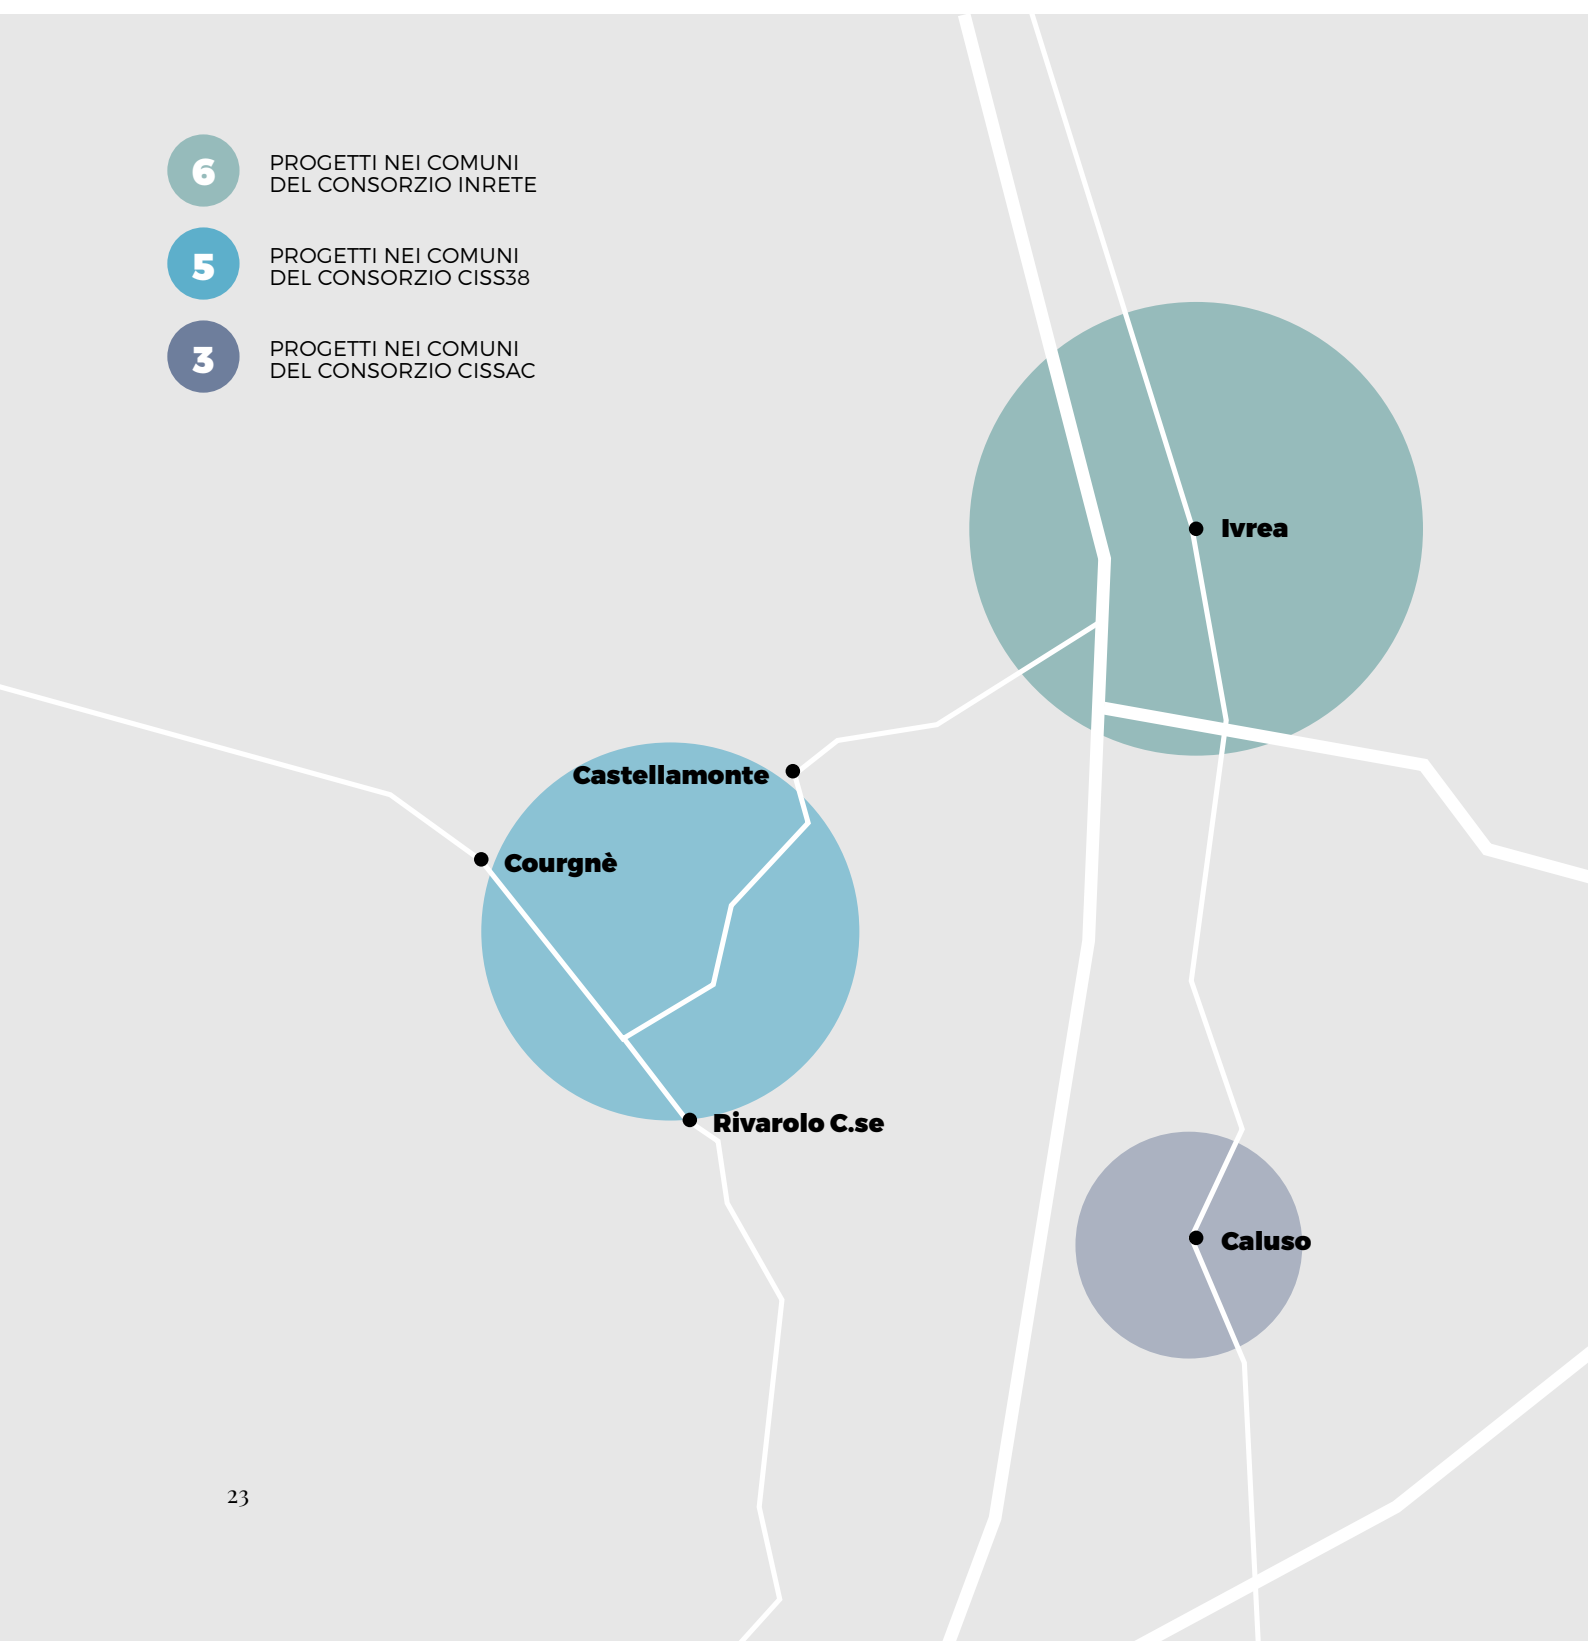 6
PROGETTI NEI COMUNI
DEL CONSORZIO INRETE
5
PROGETTI NEI COMUNI
DEL CONSORZIO CISS38
3
PROGETTI NEI COMUNI
DEL CONSORZIO CISSAC
Ivrea
Castellamonte
Courgnè
Rivarolo C.se
Caluso
23